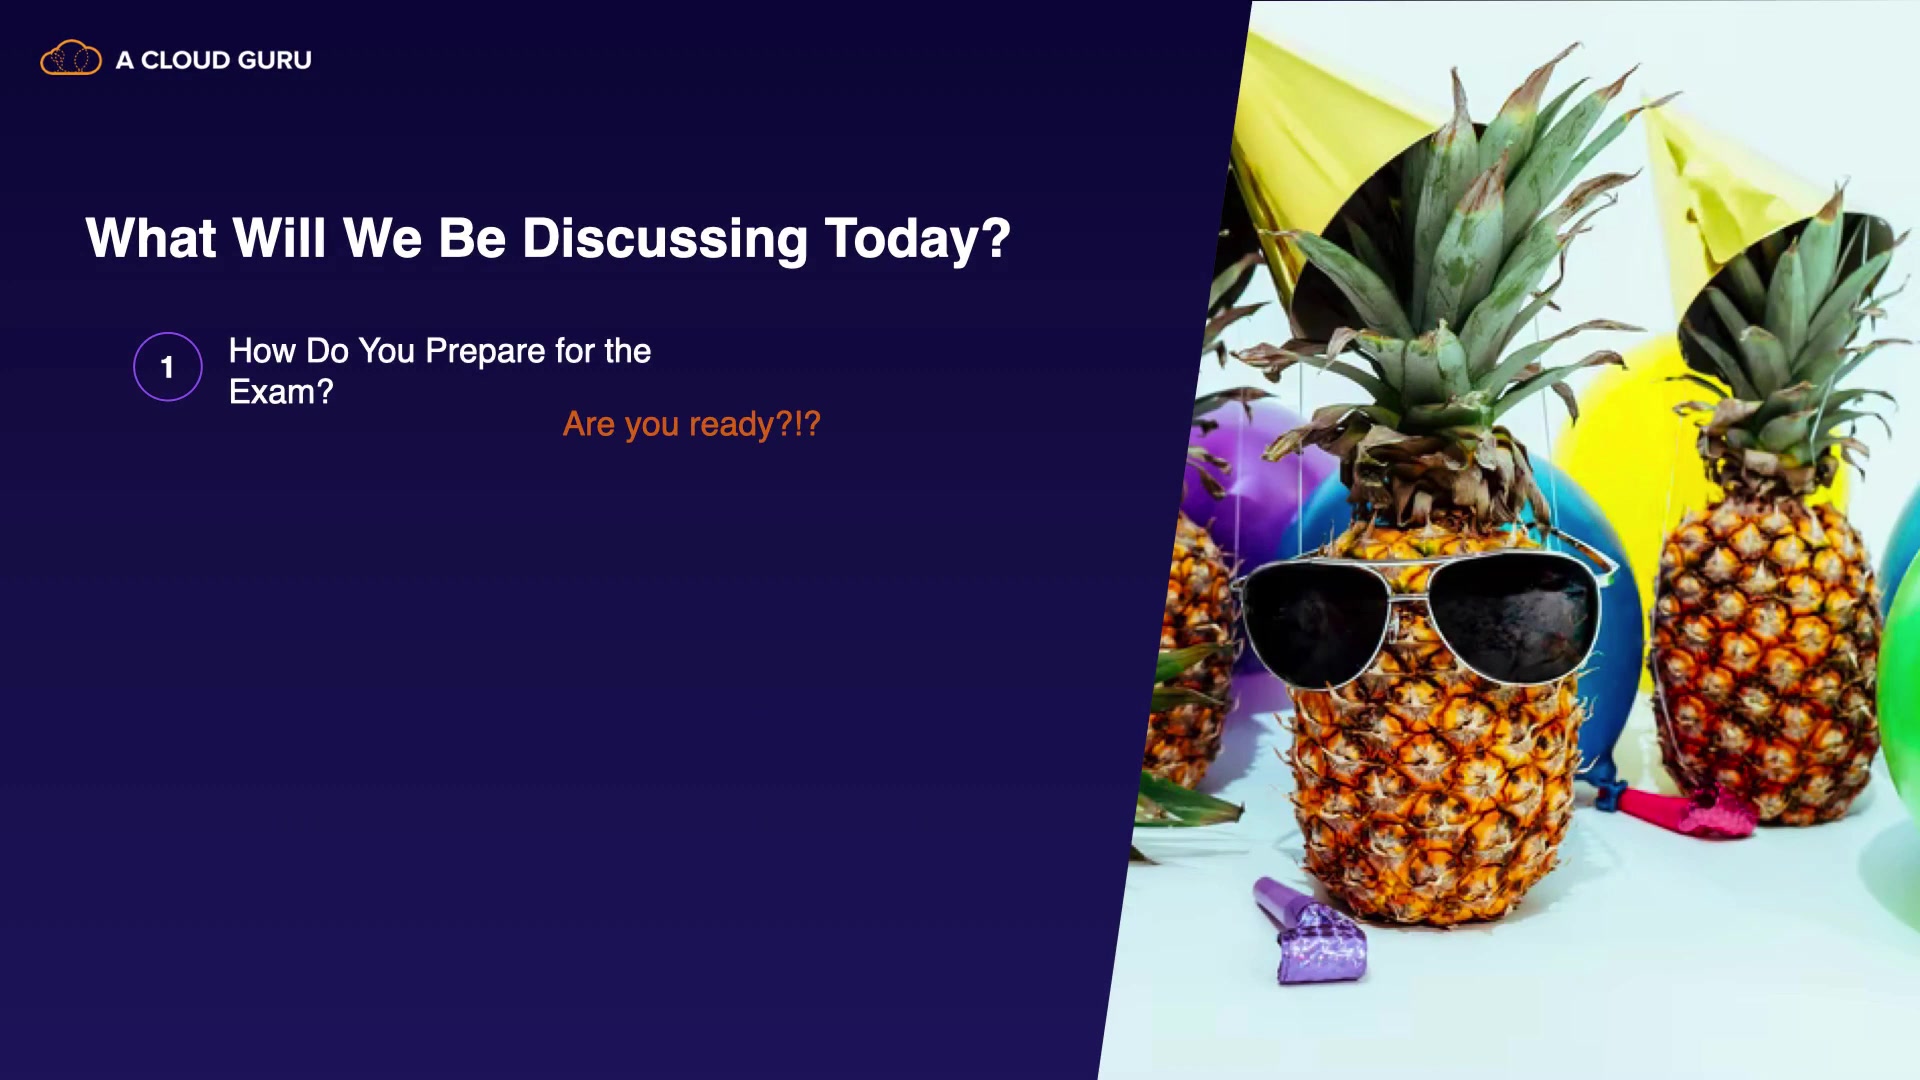 A CLOUD GURU
What Will We Be Discussing Today?
1
How Do You Prepare for the
Exam?
Are you ready?!?